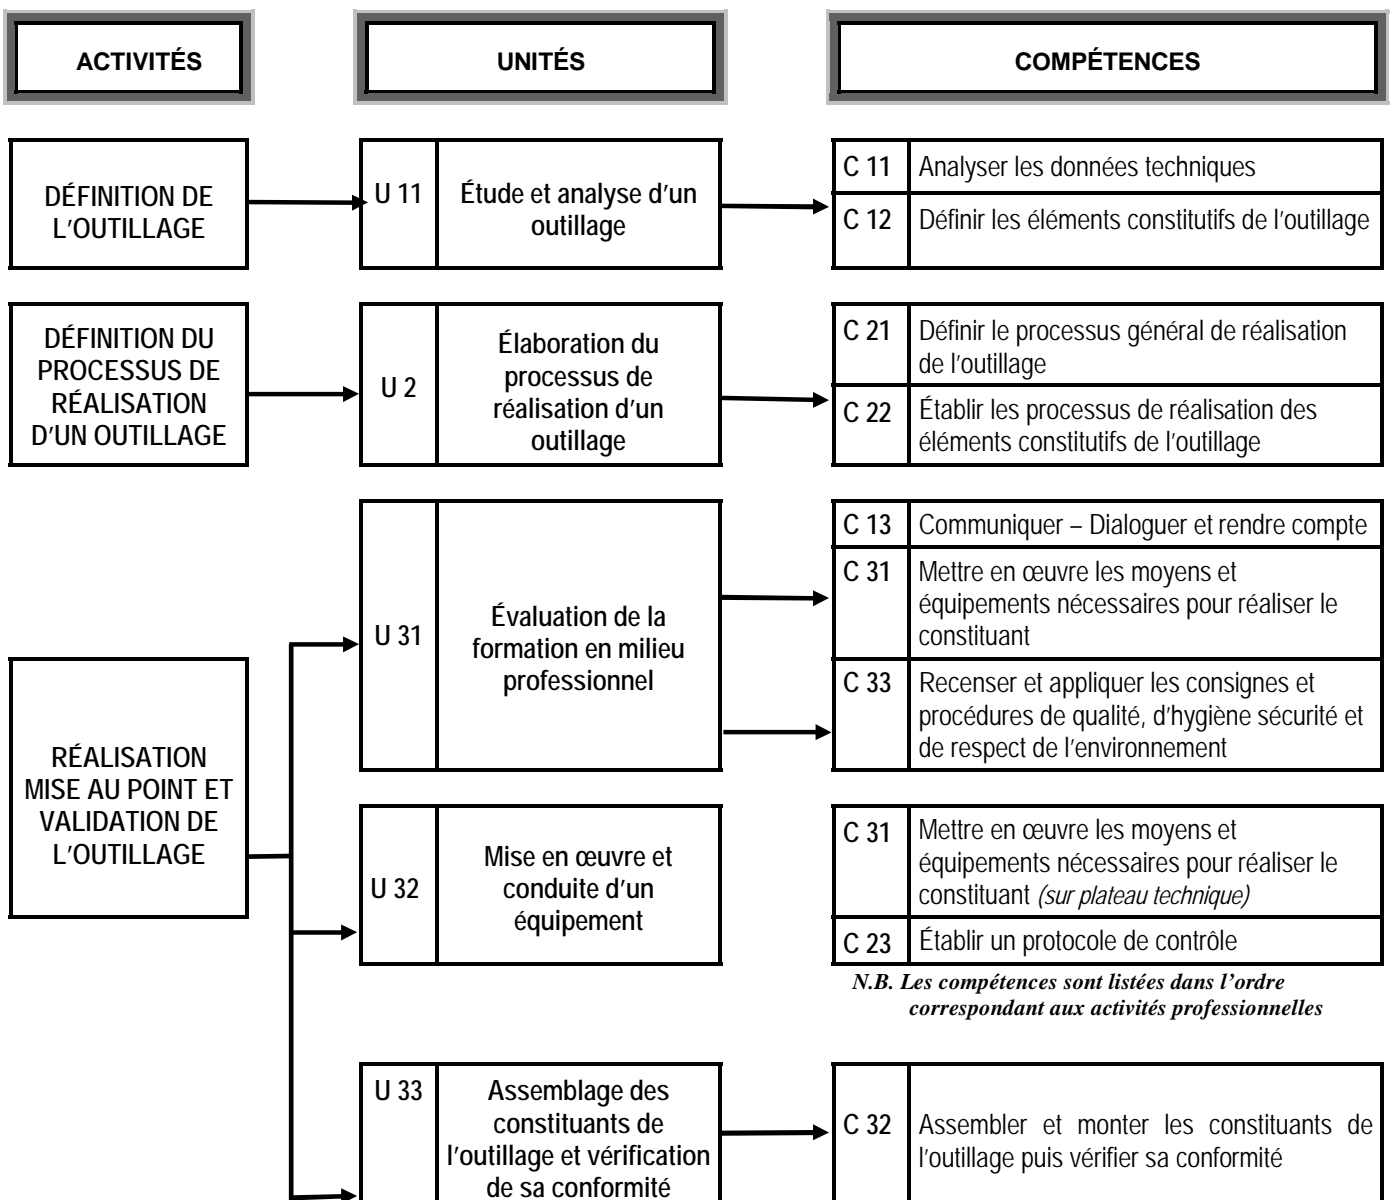 ACTIVITÉS
UNITÉS
COMPÉTENCES
DÉFINITION DE
L'OUTILLAGE
U 11
Étude et analyse d'un
outillage
C 11
Analyser les données techniques
C 12
Définir les éléments constitutifs de l'outillage
DÉFINITION DU
PROCESSUS DE
RÉALISATION
D'UN OUTILLAGE
U 2
Élaboration du
processus de
réalisation d'un
outillage
C 21
Définir le processus général de réalisation
de l'outillage
C 22
Établir les processus de réalisation des
éléments constitutifs de l'outillage
RÉALISATION
MISE AU POINT ET
VALIDATION DE
L'OUTILLAGE
U 31
Évaluation de la
formation en milieu
professionnel
C 13
Communiquer – Dialoguer et rendre compte
C 31
Mettre en œuvre les moyens et
équipements nécessaires pour réaliser le
constituant
C 33
Recenser et appliquer les consignes et
procédures de qualité, d'hygiène sécurité et
de respect de l'environnement
U 32
Mise en œuvre et
conduite d'un
équipement
C 31
Mettre en œuvre les moyens et
équipements nécessaires pour réaliser le
constituant (sur plateau technique)
C 23
Établir un protocole de contrôle
N.B. Les compétences sont listées dans l'ordre
correspondant aux activités professionnelles
U 33
Assemblage des
constituants de
l'outillage et vérification
de sa conformité
C 32
Assembler et monter les constituants de
l'outillage puis vérifier sa conformité